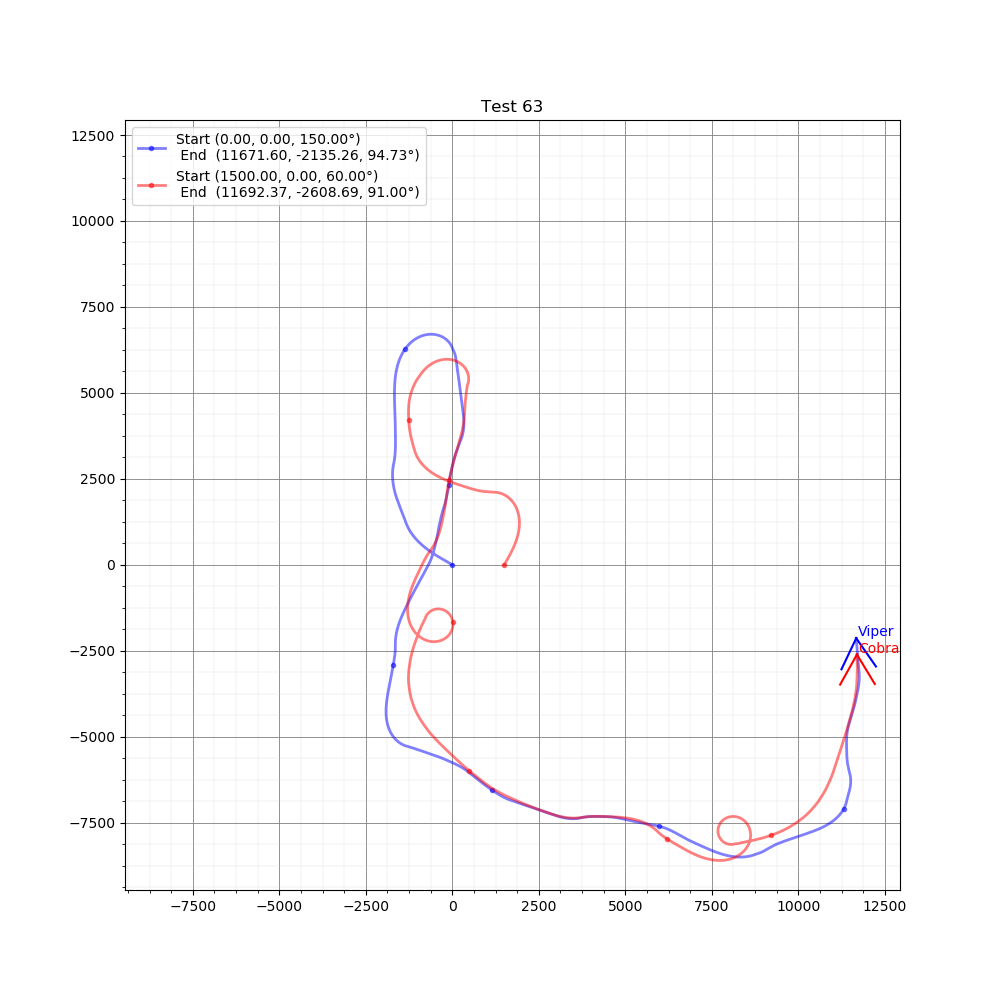 Test 63
Start (0.00, 0.00, 150.00°)
End (11671.60, -2135.26, 94.73°)
Start (1500.00, 0.00, 60.00°)
End (11692.37, -2608.69, 91.00°)
12500
10000
7500
5000
2500
0
−2500
−5000
−7500
Viper
Cobra
−7500 −5000 −2500 0 2500 5000 7500 10000 12500